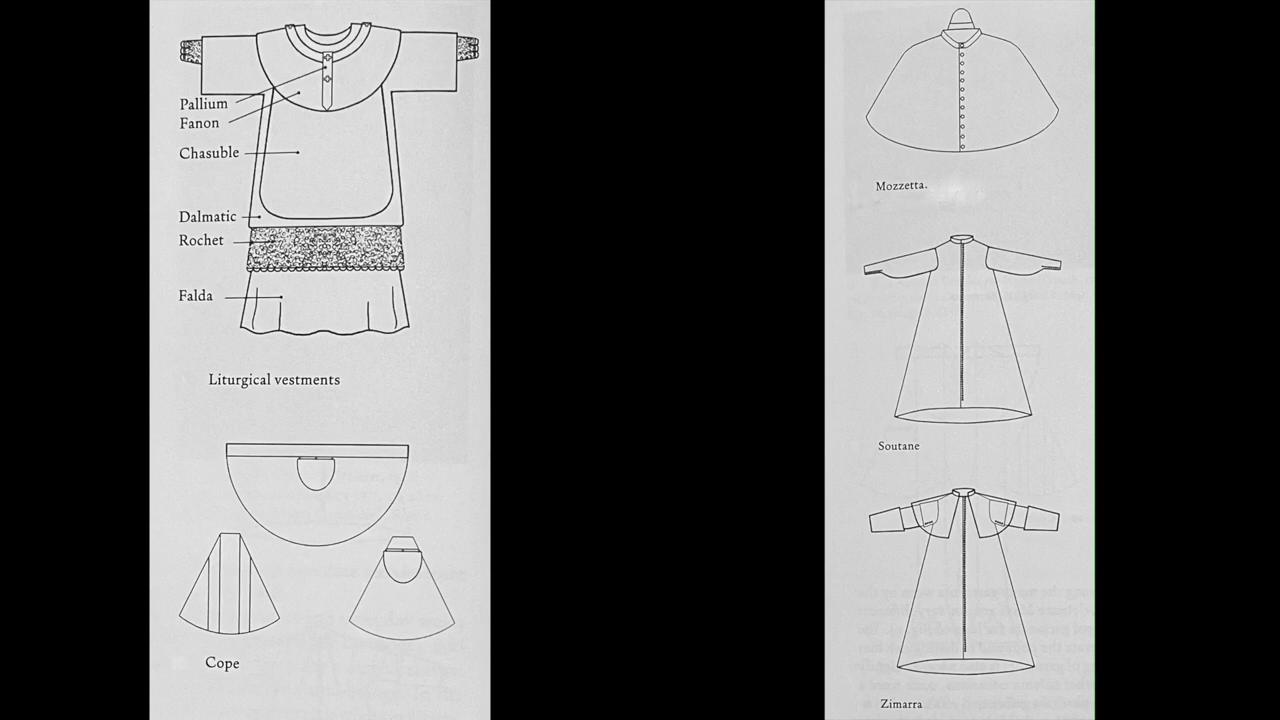 Pallium
Fanon
Chasuble
Dalmatic
Rochet
Falda
Liturgical vestments
Cope
Mozzetta.
Soutane
Zimarra